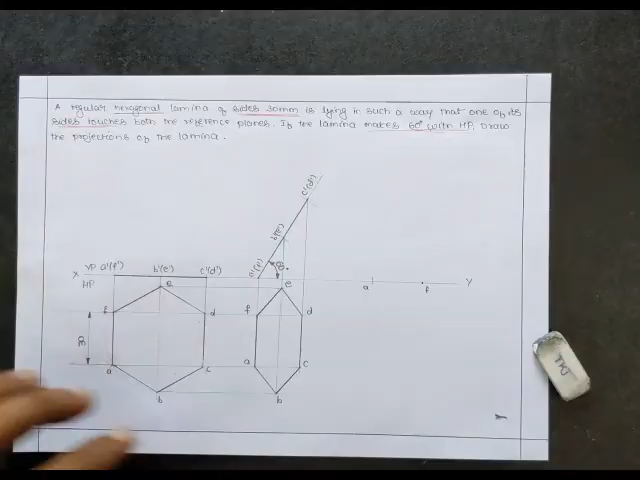 A regular hexagonal lamina of sides 30mm is lying in such a way that one of its
sides touches both the reference planes. If the lamina makes 60° with HP, Draw
the projections of the lamina.
c'(d')
b'(e')
a'(f')
X VP a'(f') b'(e') c'(d') 60°
HP e e a f Y
f d f d
30
a c a c
b b